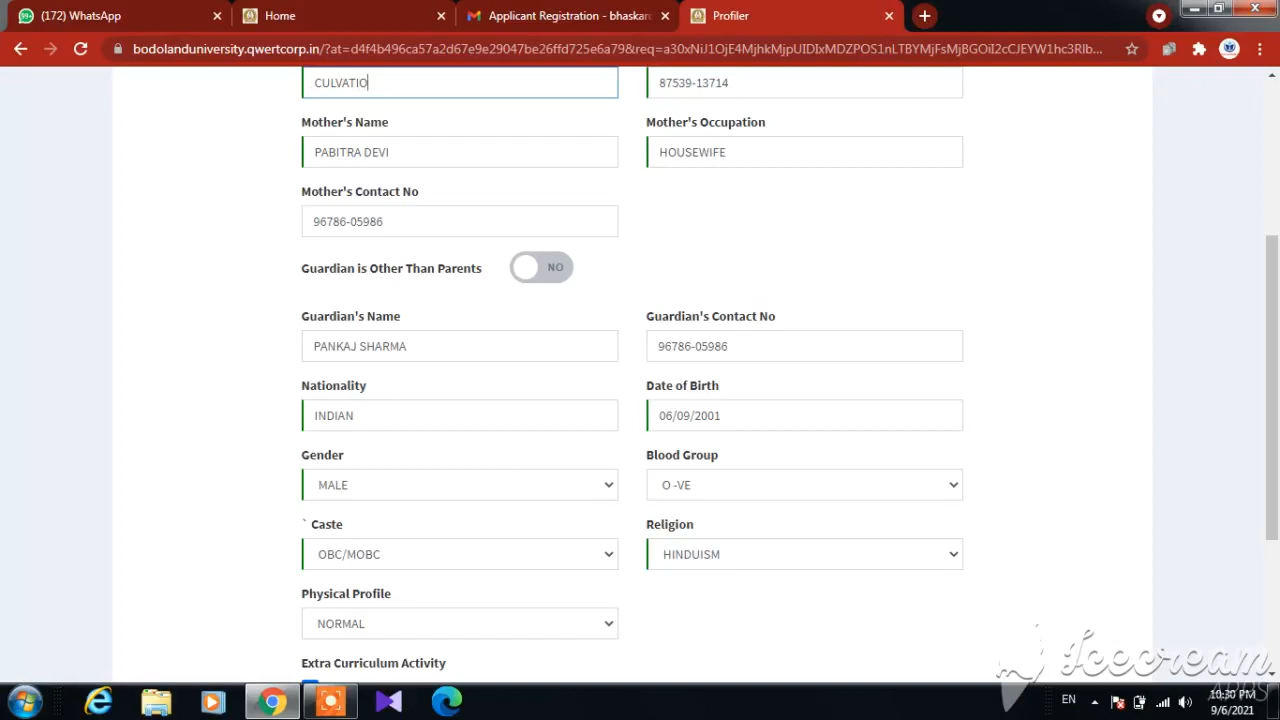 (172) WhatsApp
Home
Applicant Registration - bhaskar
Profiler
bodolanduniversity.qwertcorp.in/?at=d4f4b496ca57a2d67e9e29047be26ffd725e6a79&req=a30xNiJ1OjE4MjhkMjpUIDIxMDZPOS1nLTBYMjFsMjBGOiI2cCJEYW1hc3Rlb...
CULVATIO
87539-13714
Mother's Name
Mother's Occupation
PABITRA DEVI
HOUSEWIFE
Mother's Contact No
96786-05986
Guardian is Other Than Parents
NO
Guardian's Name
Guardian's Contact No
PANKAJ SHARMA
96786-05986
Nationality
Date of Birth
INDIAN
06/09/2001
Gender
Blood Group
MALE
O -VE
` Caste
Religion
OBC/MOBC
HINDUISM
Physical Profile
NORMAL
Extra Curriculum Activity
Icecream
APPS
EN
10:30 PM
9/6/2021